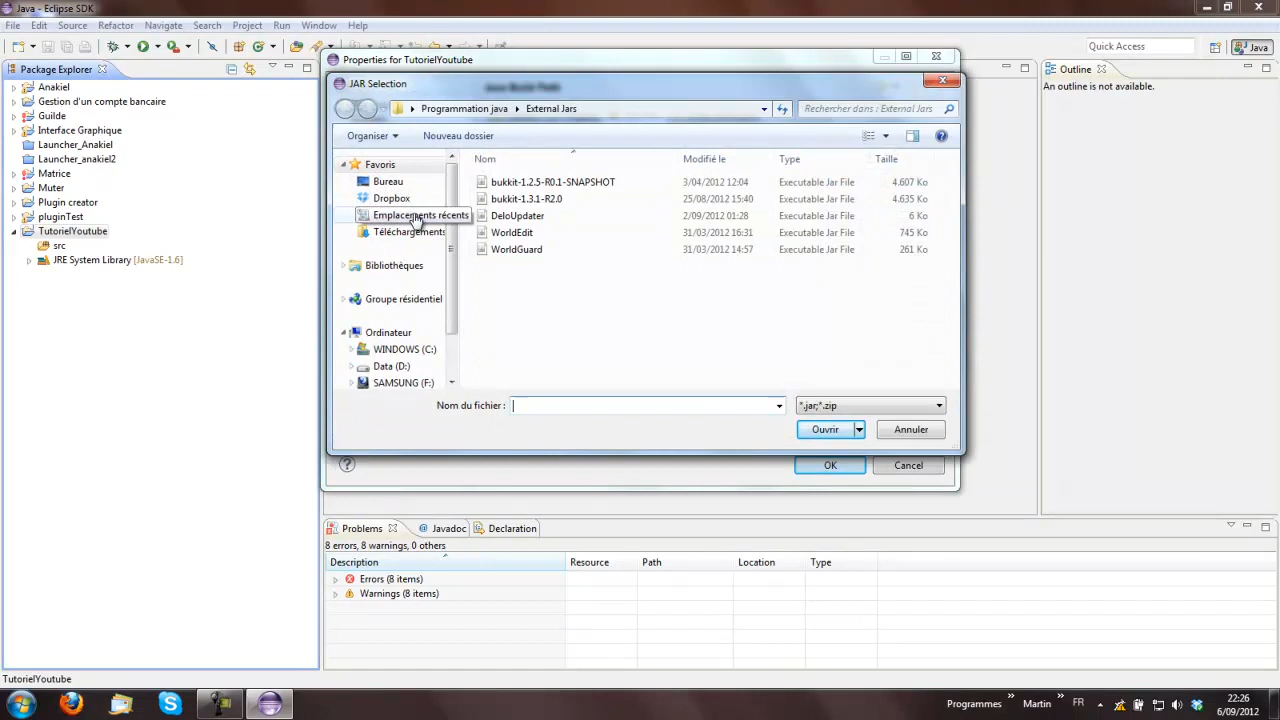 Java - Eclipse SDK
File Edit Source Refactor Navigate Search Project Run Window Help
Quick Access
Java
Package Explorer
Anakiel
Gestion d'un compte bancaire
Guilde
Interface Graphique
Launcher_Anakiel
Launcher_anakiel2
Matrice
Muter
Plugin creator
pluginTest
TutorielYoutube
src
JRE System Library [JavaSE-1.6]
Properties for TutorielYoutube
JAR Selection
Programmation java External Jars
Rechercher dans : External Jars
Organiser Nouveau dossier
Favoris
Bureau
Dropbox
Emplacements récents
Téléchargements
Bibliothèques
Groupe résidentiel
Ordinateur
WINDOWS (C:)
Data (D:)
SAMSUNG (F:)
Nom Modifié le Type Taille
bukkit-1.2.5-R0.1-SNAPSHOT 3/04/2012 12:04 Executable Jar File 4.607 Ko
bukkit-1.3.1-R2.0 25/08/2012 15:40 Executable Jar File 4.635 Ko
DeloUpdater 2/09/2012 01:28 Executable Jar File 6 Ko
WorldEdit 31/03/2012 16:31 Executable Jar File 745 Ko
WorldGuard 31/03/2012 14:57 Executable Jar File 261 Ko
Nom du fichier :
*.jar;*.zip
Ouvrir Annuler
OK Cancel
Outline
An outline is not available.
Problems Javadoc Declaration
8 errors, 8 warnings, 0 others
Description Resource Path Location Type
Errors (8 items)
Warnings (8 items)
TutorielYoutube
Programmes Martin FR
22:26
6/09/2012